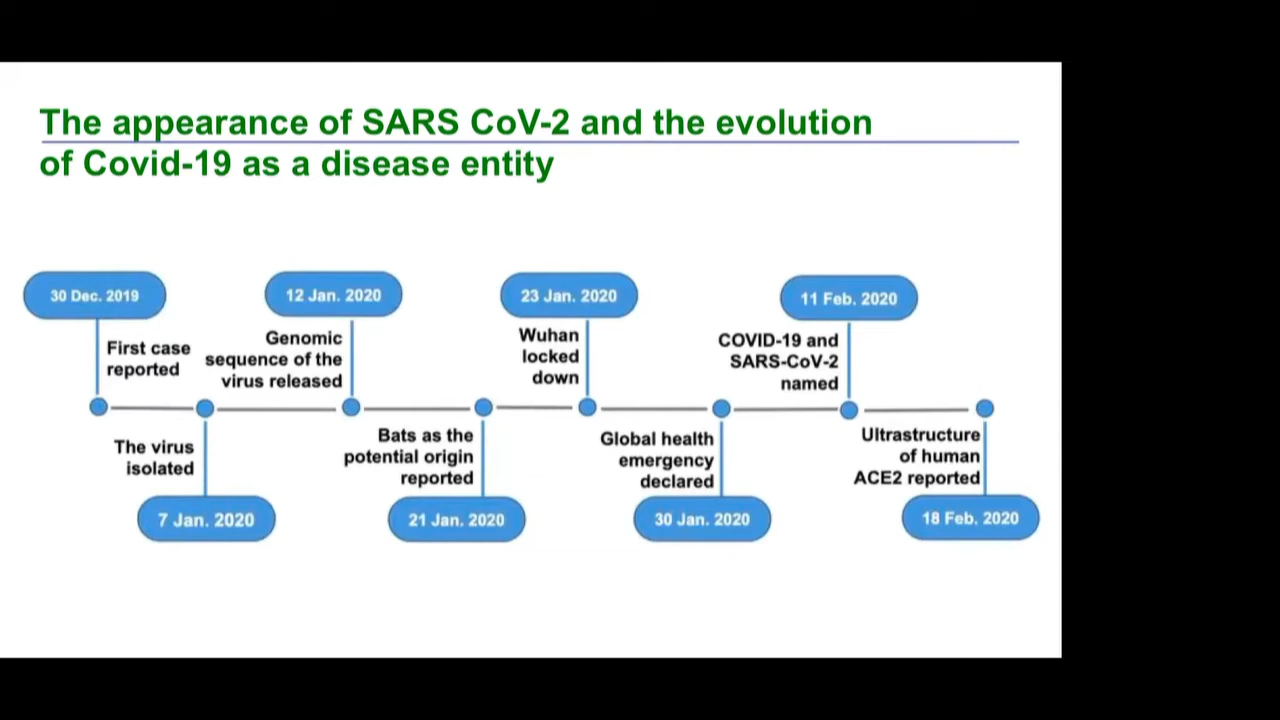 The appearance of SARS CoV-2 and the evolution
of Covid-19 as a disease entity
30 Dec. 2019
First case
reported
The virus
isolated
7 Jan. 2020
12 Jan. 2020
Genomic
sequence of the
virus released
Bats as the
potential origin
reported
21 Jan. 2020
23 Jan. 2020
Wuhan
locked
down
Global health
emergency
declared
30 Jan. 2020
11 Feb. 2020
COVID-19 and
SARS-CoV-2
named
Ultrastructure
of human
ACE2 reported
18 Feb. 2020